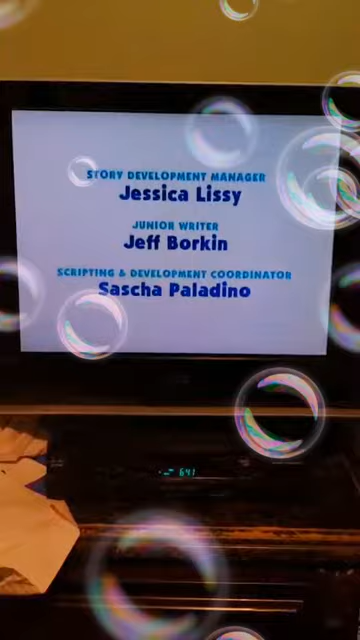 STORY DEVELOPMENT MANAGER
Jessica Lissy
JUNIOR WRITER
Jeff Borkin
SCRIPTING & DEVELOPMENT COORDINATOR
Sascha Paladino